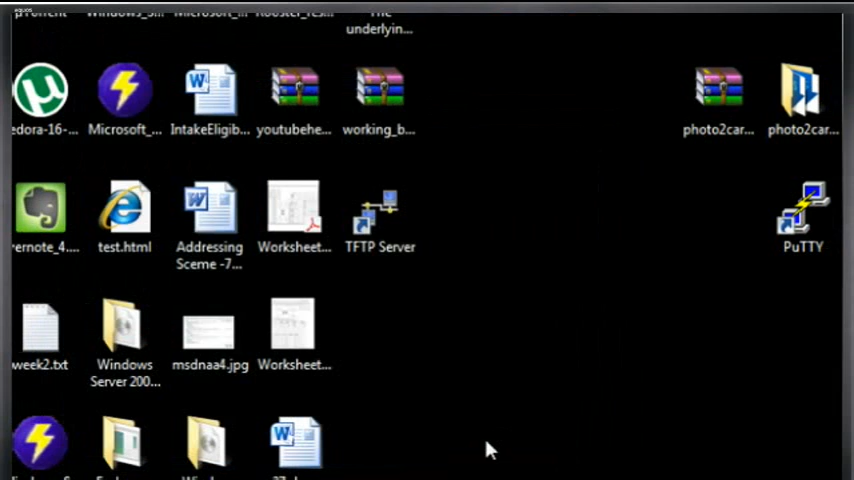 The
underlyin...
edora-16-...
Microsoft_...
IntakeEligib...
youtubehe...
working_b...
photo2car...
photo2car...
vernote_4....
test.html
Addressing
Sceme -7...
Worksheet...
TFTP Server
PuTTY
week2.txt
Windows
Server 200...
msdnaa4.jpg
Worksheet...